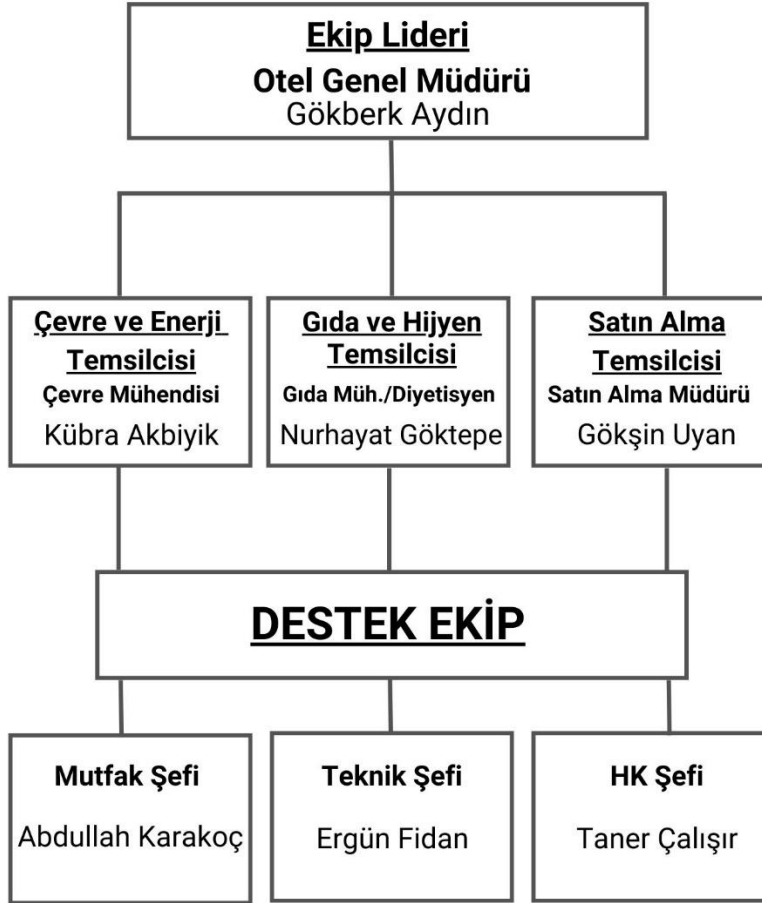 Ekip Lideri
Otel Genel Müdürü
Gökberk Aydın
Çevre ve Enerji
Temsilcisi
Çevre Mühendisi
Kübra Akbiyik
Gıda ve Hijyen
Temsilcisi
Gıda Müh./Diyetisyen
Nurhayat Göktepe
Satın Alma
Temsilcisi
Satın Alma Müdürü
Gökşin Uyan
DESTEK EKİP
Mutfak Şefi
Abdullah Karakoç
Teknik Şefi
Ergün Fidan
HK Şefi
Taner Çalışır